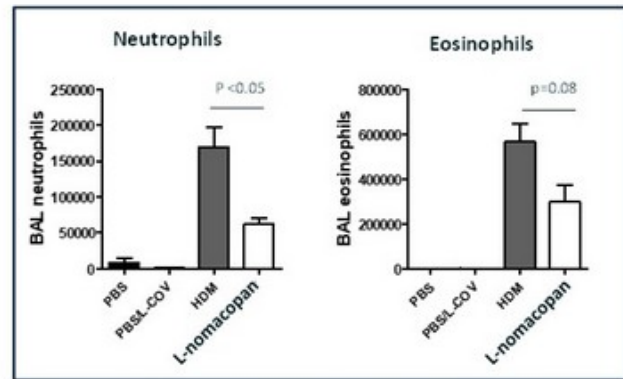 Neutrophils
P <0.05
250000
200000
150000
100000
50000
0
BAL neutrophils
PBS
PBS/L-COV
HDM
L-nomacopan
Eosinophils
p=0.08
800000
600000
400000
200000
0
BAL eosinophils
PBS
PBS/L-COV
HDM
L-nomacopan